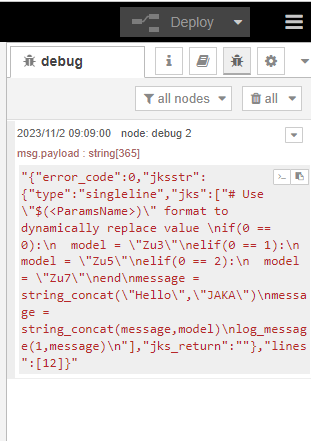 Deploy
debug
i
all nodes
all
2023/11/2 09:09:00 node: debug 2
msg.payload : string[365]
"{"error_code":0,"jksstr":
{"type":"singleline","jks":["# Use
\"$(<ParamsName>)\" format to
dynamically replace value \nif(0 ==
0):\n  model = \"Zu3\"\nelif(0 == 1):\n
model = \"Zu5\"\nelif(0 == 2):\n  model
= \"Zu7\"\nend\nmessage =
string_concat(\"Hello\",\"JAKA\")\nmessa
ge =
string_concat(message,model)\nlog_messag
e(1,message)\n"],"jks_return":""},"lines
":[12]}"